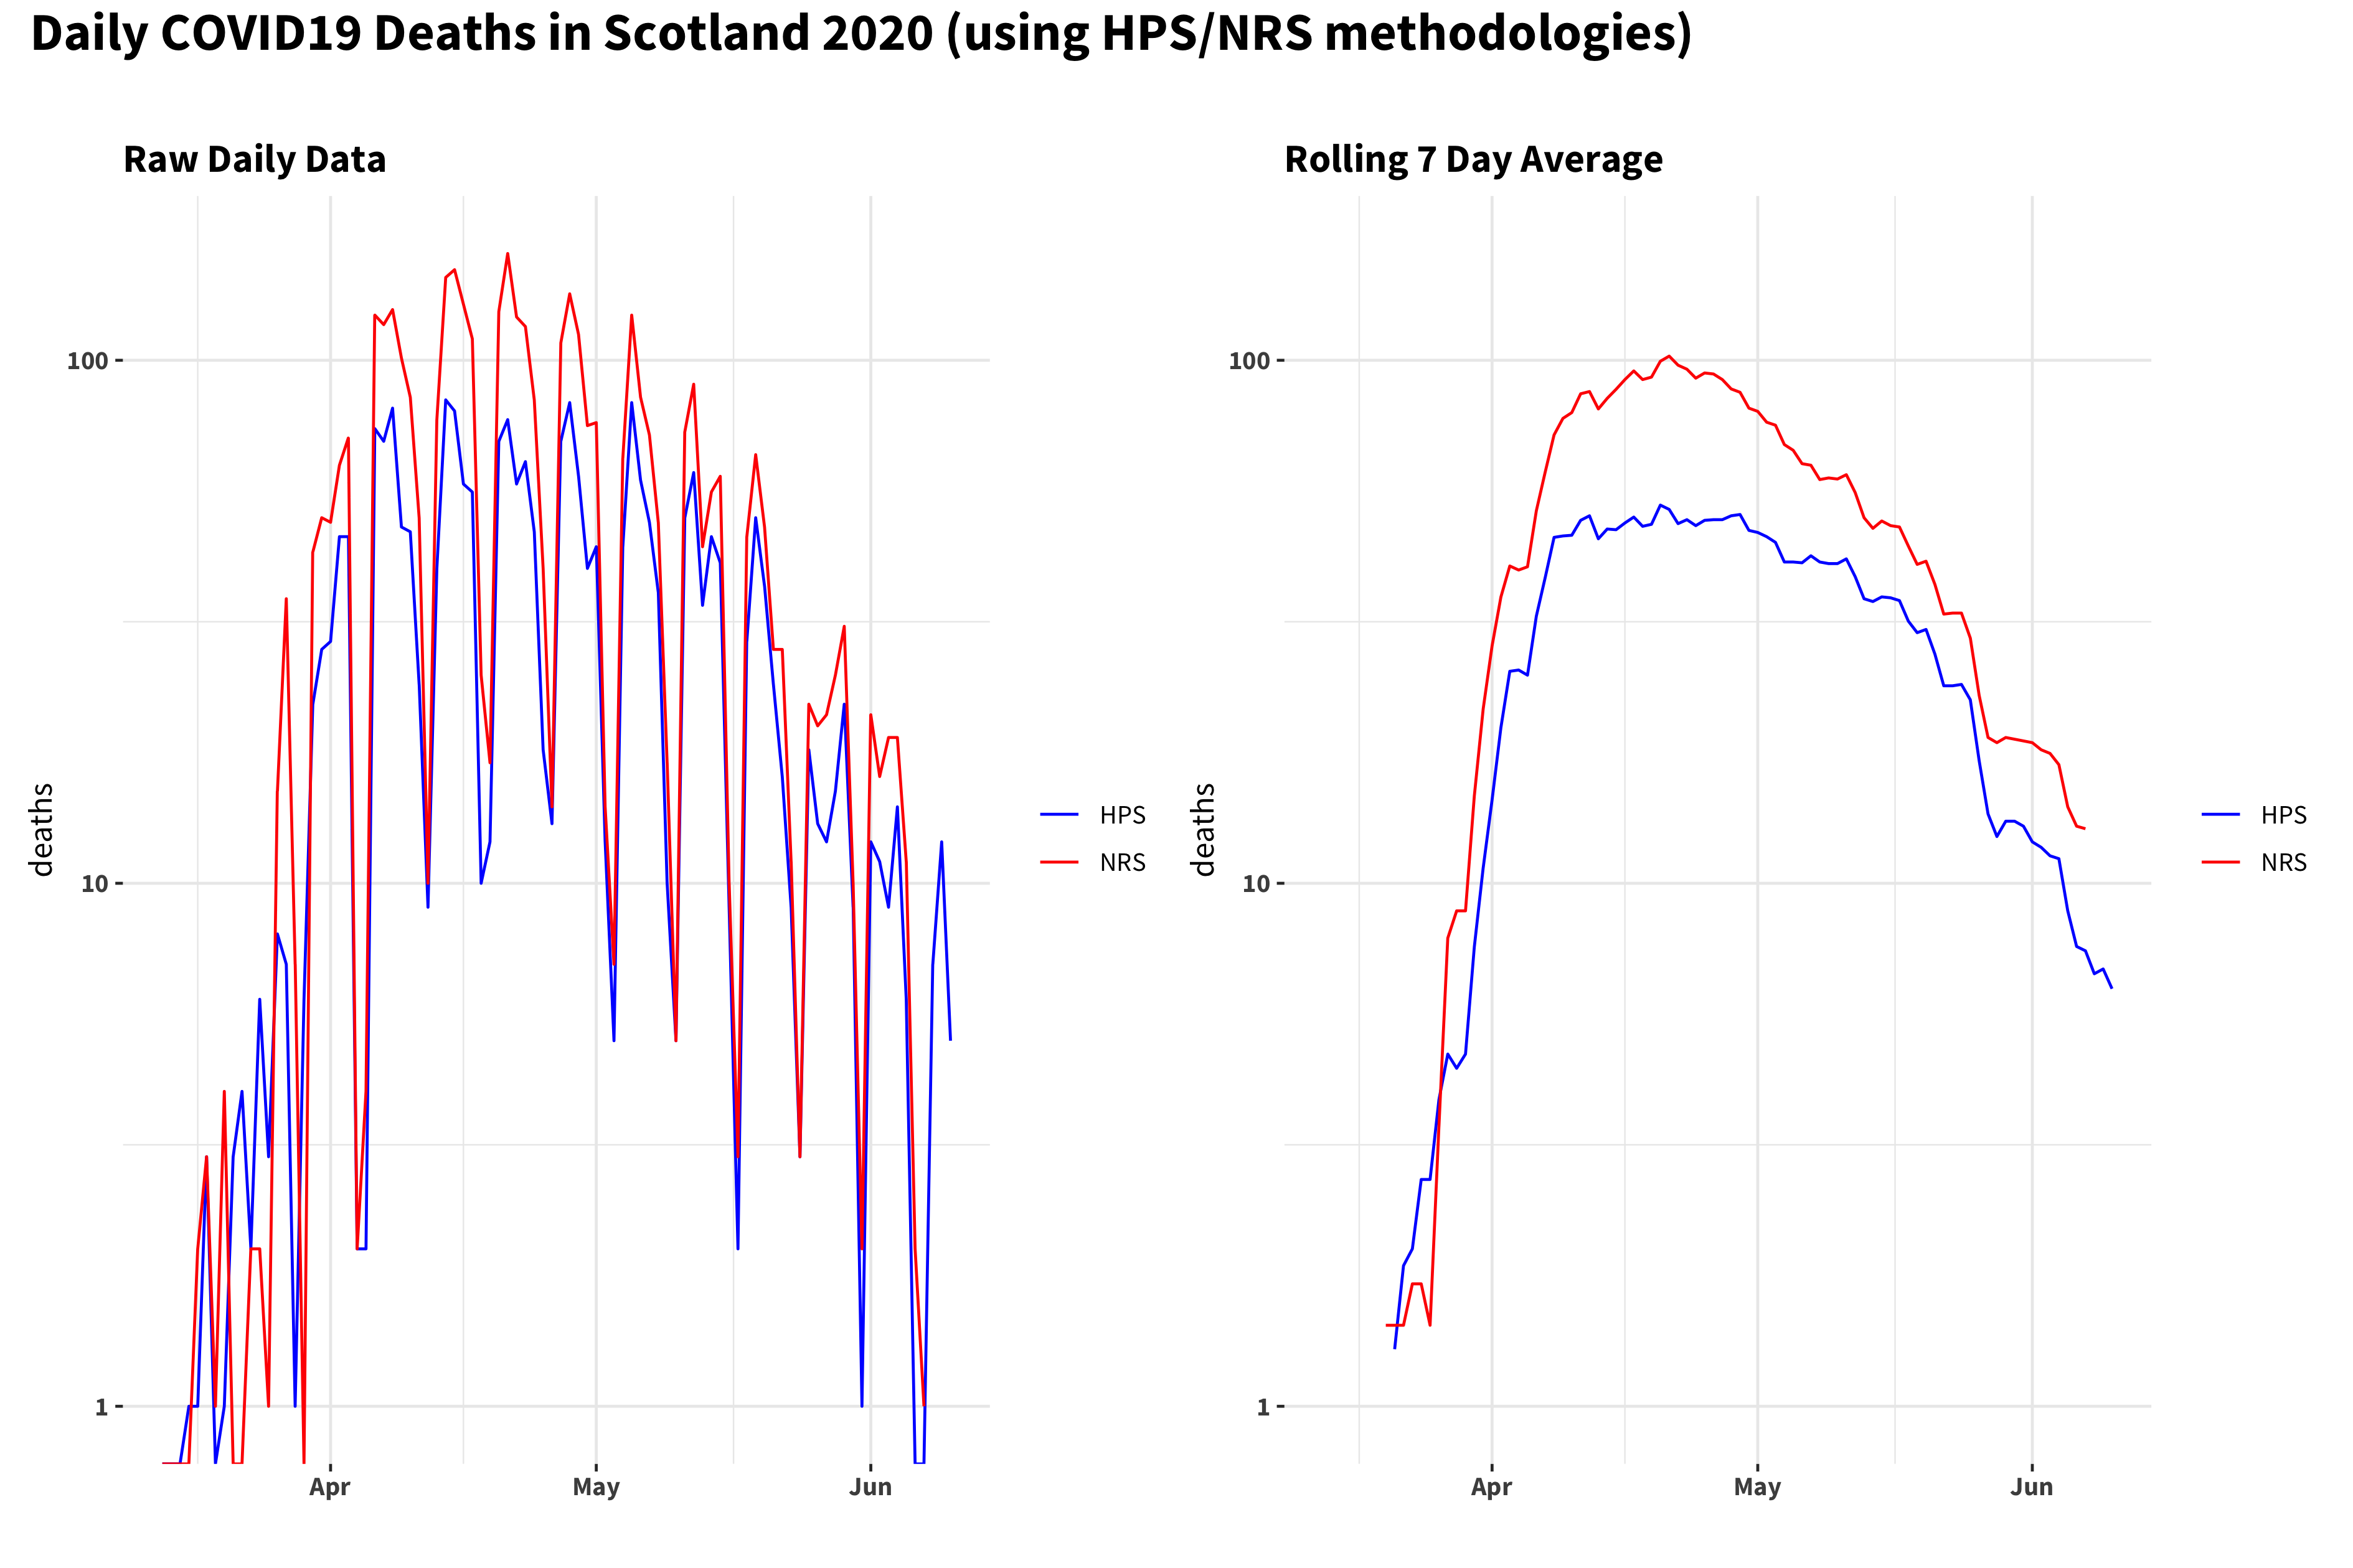 Daily COVID19 Deaths in Scotland 2020 (using HPS/NRS methodologies)
Raw Daily Data
deaths
100
10
1
Apr May Jun
HPS
NRS
Rolling 7 Day Average
deaths
100
10
1
Apr May Jun
HPS
NRS